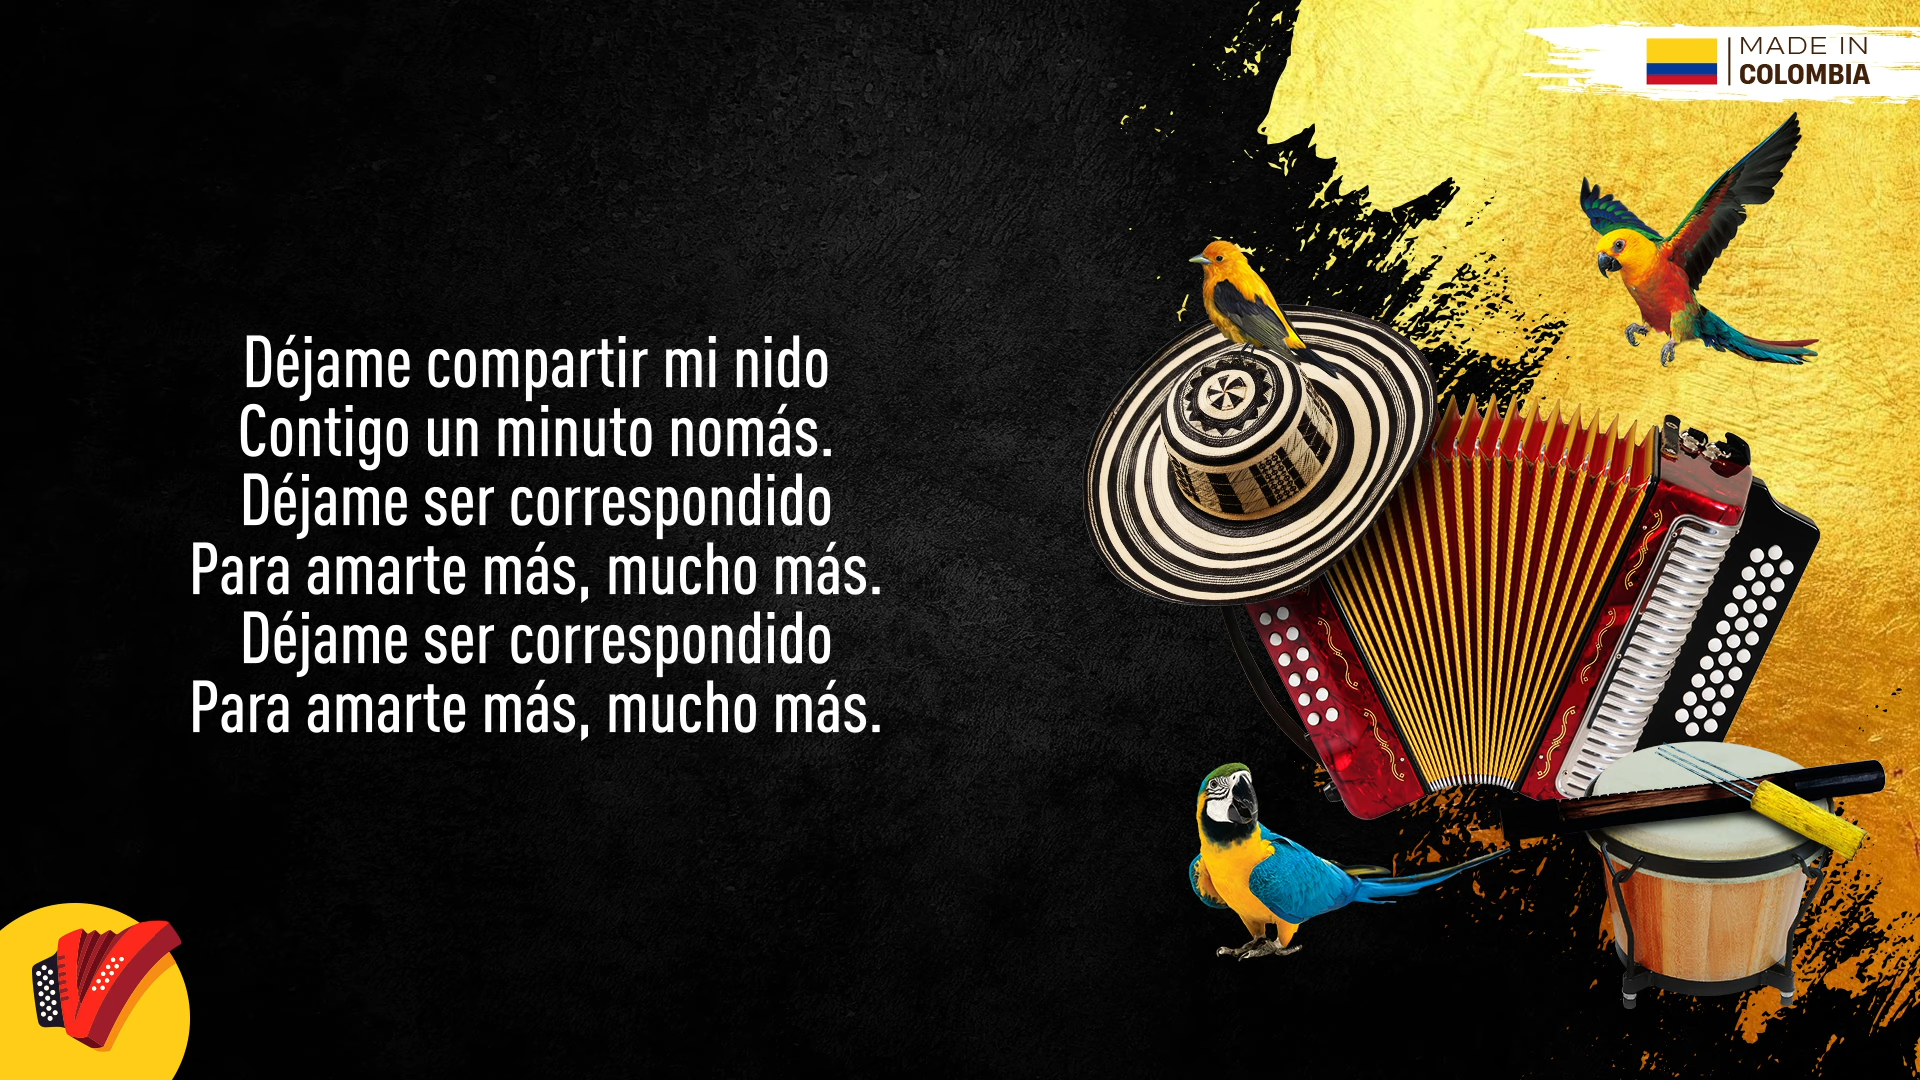 MADE IN
COLOMBIA
Déjame compartir mi nido
Contigo un minuto nomás.
Déjame ser correspondido
Para amarte más, mucho más.
Déjame ser correspondido
Para amarte más, mucho más.